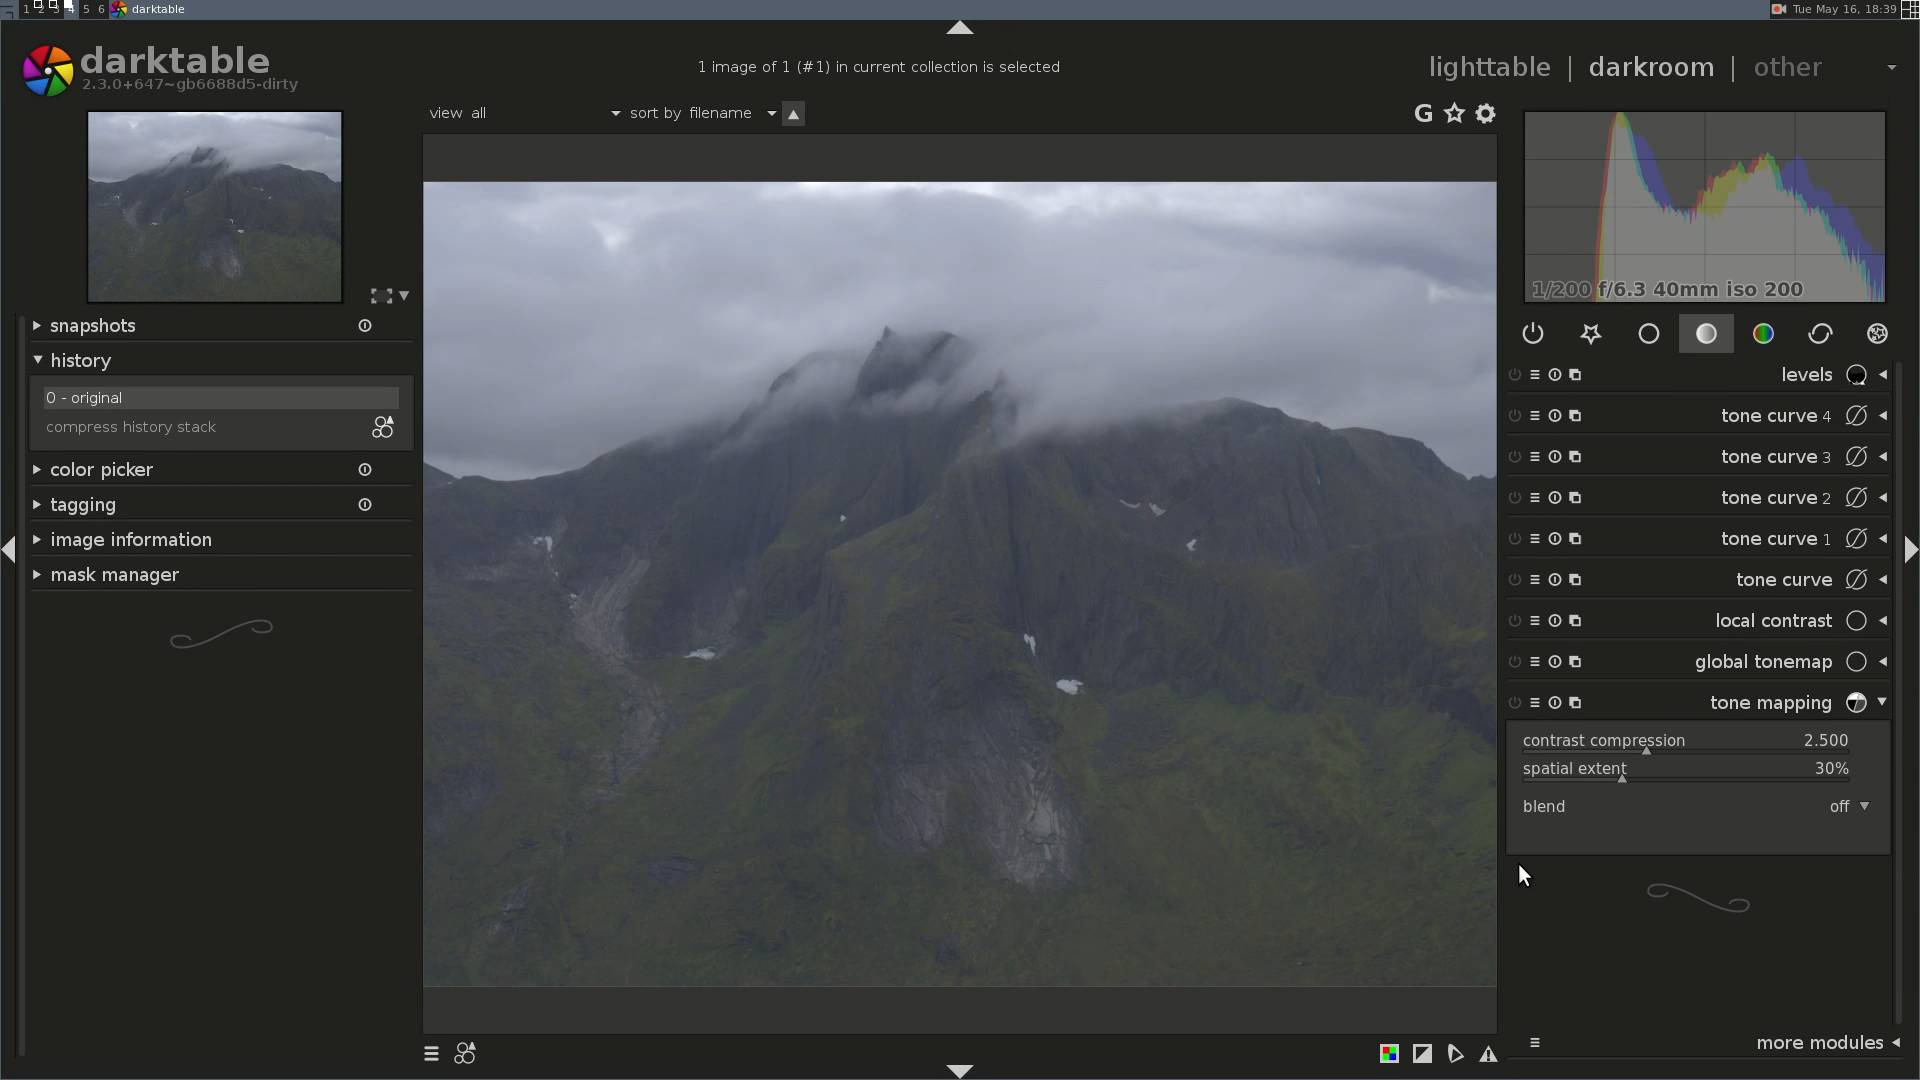 1 2 3 4 5 6 darktable
Tue May 16, 18:39
darktable
2.3.0+647~gb6688d5-dirty
1 image of 1 (#1) in current collection is selected
lighttable | darkroom | other
view all sort by filename
G
1/200 f/6.3 40mm iso 200
snapshots
history
0 - original
compress history stack
color picker
tagging
image information
mask manager
levels
tone curve 4
tone curve 3
tone curve 2
tone curve 1
tone curve
local contrast
global tonemap
tone mapping
contrast compression 2.500
spatial extent 30%
blend off
more modules